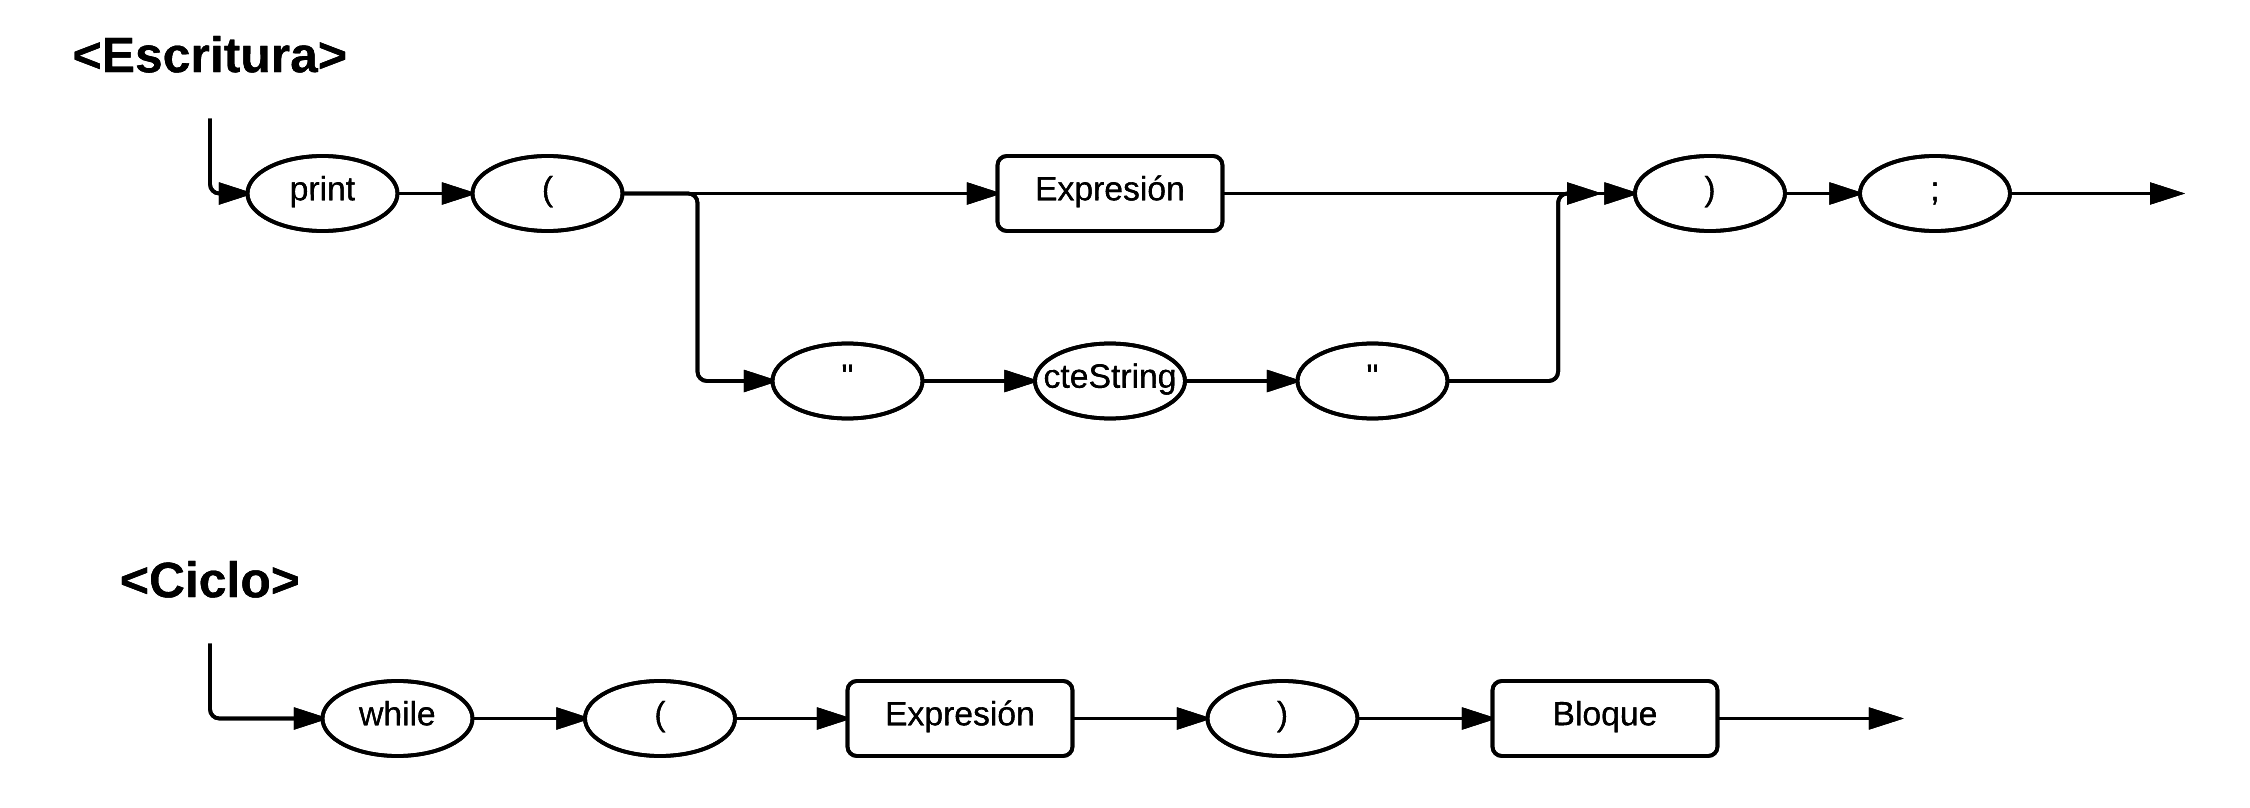 <Escritura>
print ( Expresión ) ;
" cteString "
<Ciclo>
while ( Expresión ) Bloque